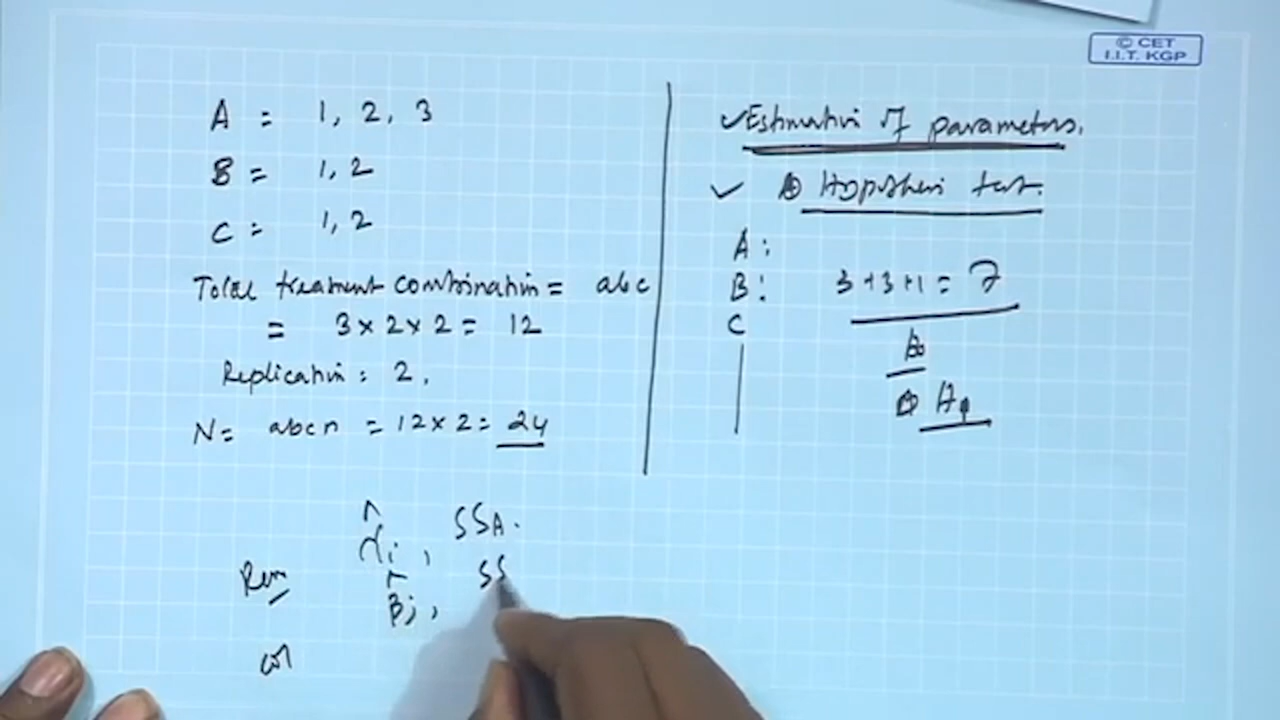 © CET
I.I.T. KGP
A = 1, 2, 3
B = 1, 2
C = 1, 2
Total treatment combination = abc
= 3 × 2 × 2 = 12
Replication = 2.
N = abcn = 12 × 2 = 24
✓ Estimation of parameters.
✓ Hypothesis test.
A :
B : 3 + 3 + 1 = 7
C
H₀
H₁
α̂ᵢ , SSA.
β̂ⱼ , SS